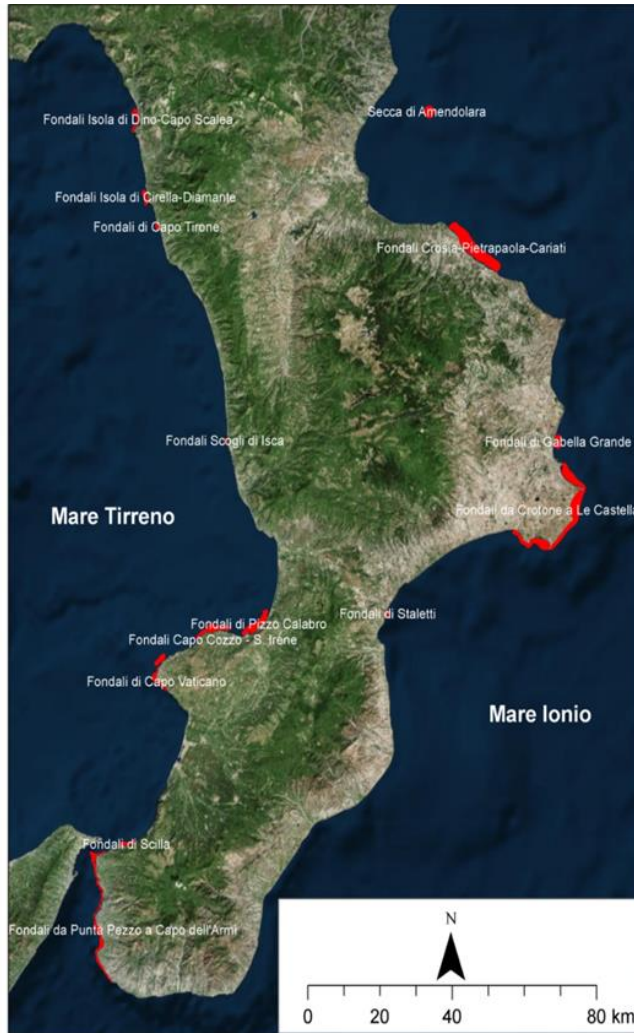 Fondali Isola di Dino-Capo Scalea
Secca di Amendolara
Fondali Isola di Cirella-Diamante
Fondali di Capo Tirone
Fondali Crosia-Pietrapaola-Cariati
Fondali Scogli di Isca
Fondali di Gabella Grande
Mare Tirreno
Fondali da Crotone a Le Castella
Fondali di Pizzo Calabro
Fondali di Staletti
Fondali Capo Cozzo - S. Irene
Fondali di Capo Vaticano
Mare Ionio
Fondali di Scilla
Fondali da Punta Pezzo a Capo dell'Armi
N
0 20 40 80 km